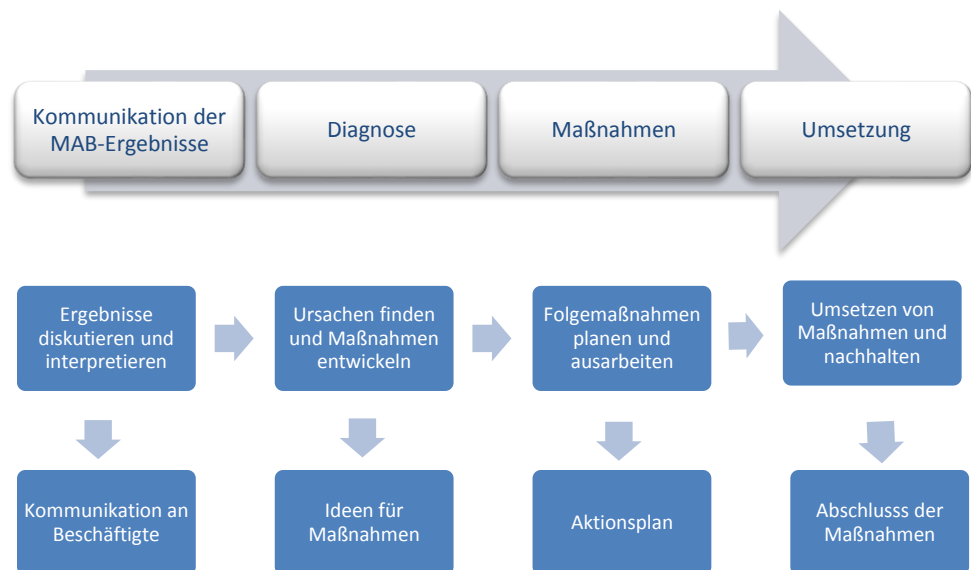 Kommunikation der
MAB-Ergebnisse
Diagnose
Maßnahmen
Umsetzung
Ergebnisse
diskutieren und
interpretieren
Ursachen finden
und Maßnahmen
entwickeln
Folgemaßnahmen
planen und
ausarbeiten
Umsetzen von
Maßnahmen und
nachhalten
Kommunikation an
Beschäftigte
Ideen für
Maßnahmen
Aktionsplan
Abschlusss der
Maßnahmen